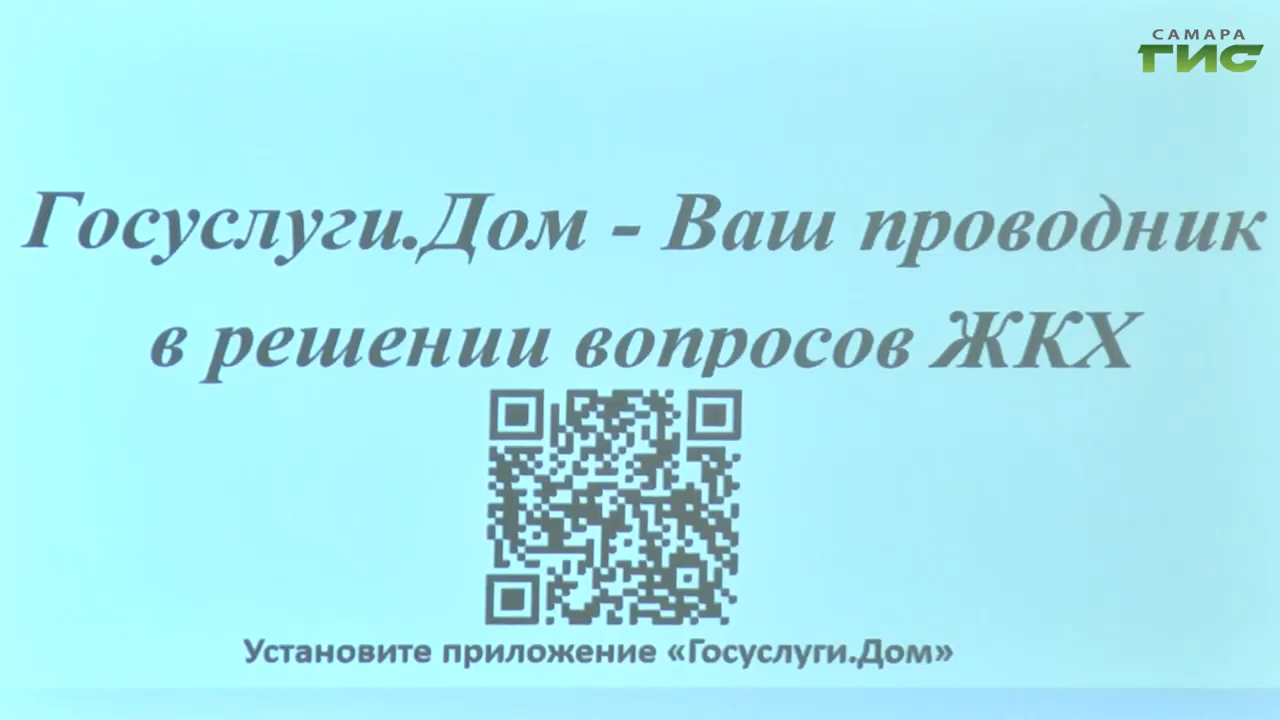 САМАРА
ГИС
Госуслуги.Дом - Ваш проводник
в решении вопросов ЖКХ
Установите приложение «Госуслуги.Дом»